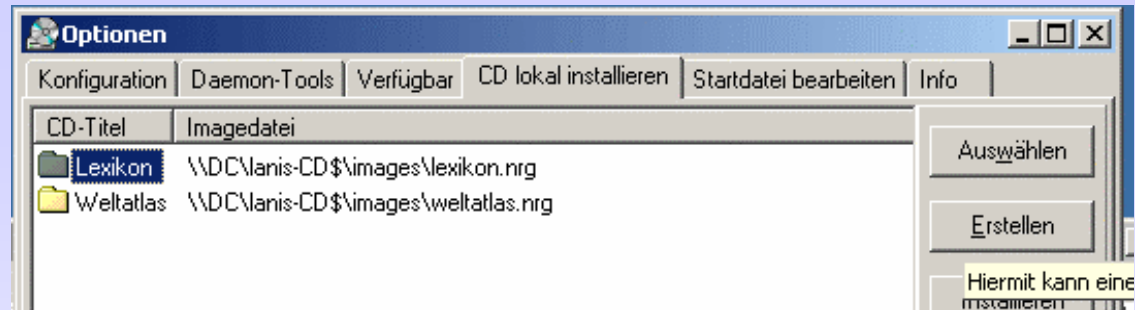 Optionen
Konfiguration Daemon-Tools Verfügbar CD lokal installieren Startdatei bearbeiten Info
CD-Titel Imagedatei
Lexikon \\DC\lanis-CD$\images\lexikon.nrg
Weltatlas \\DC\lanis-CD$\images\weltatlas.nrg
Auswählen
Erstellen
Hiermit kann eine
Installieren